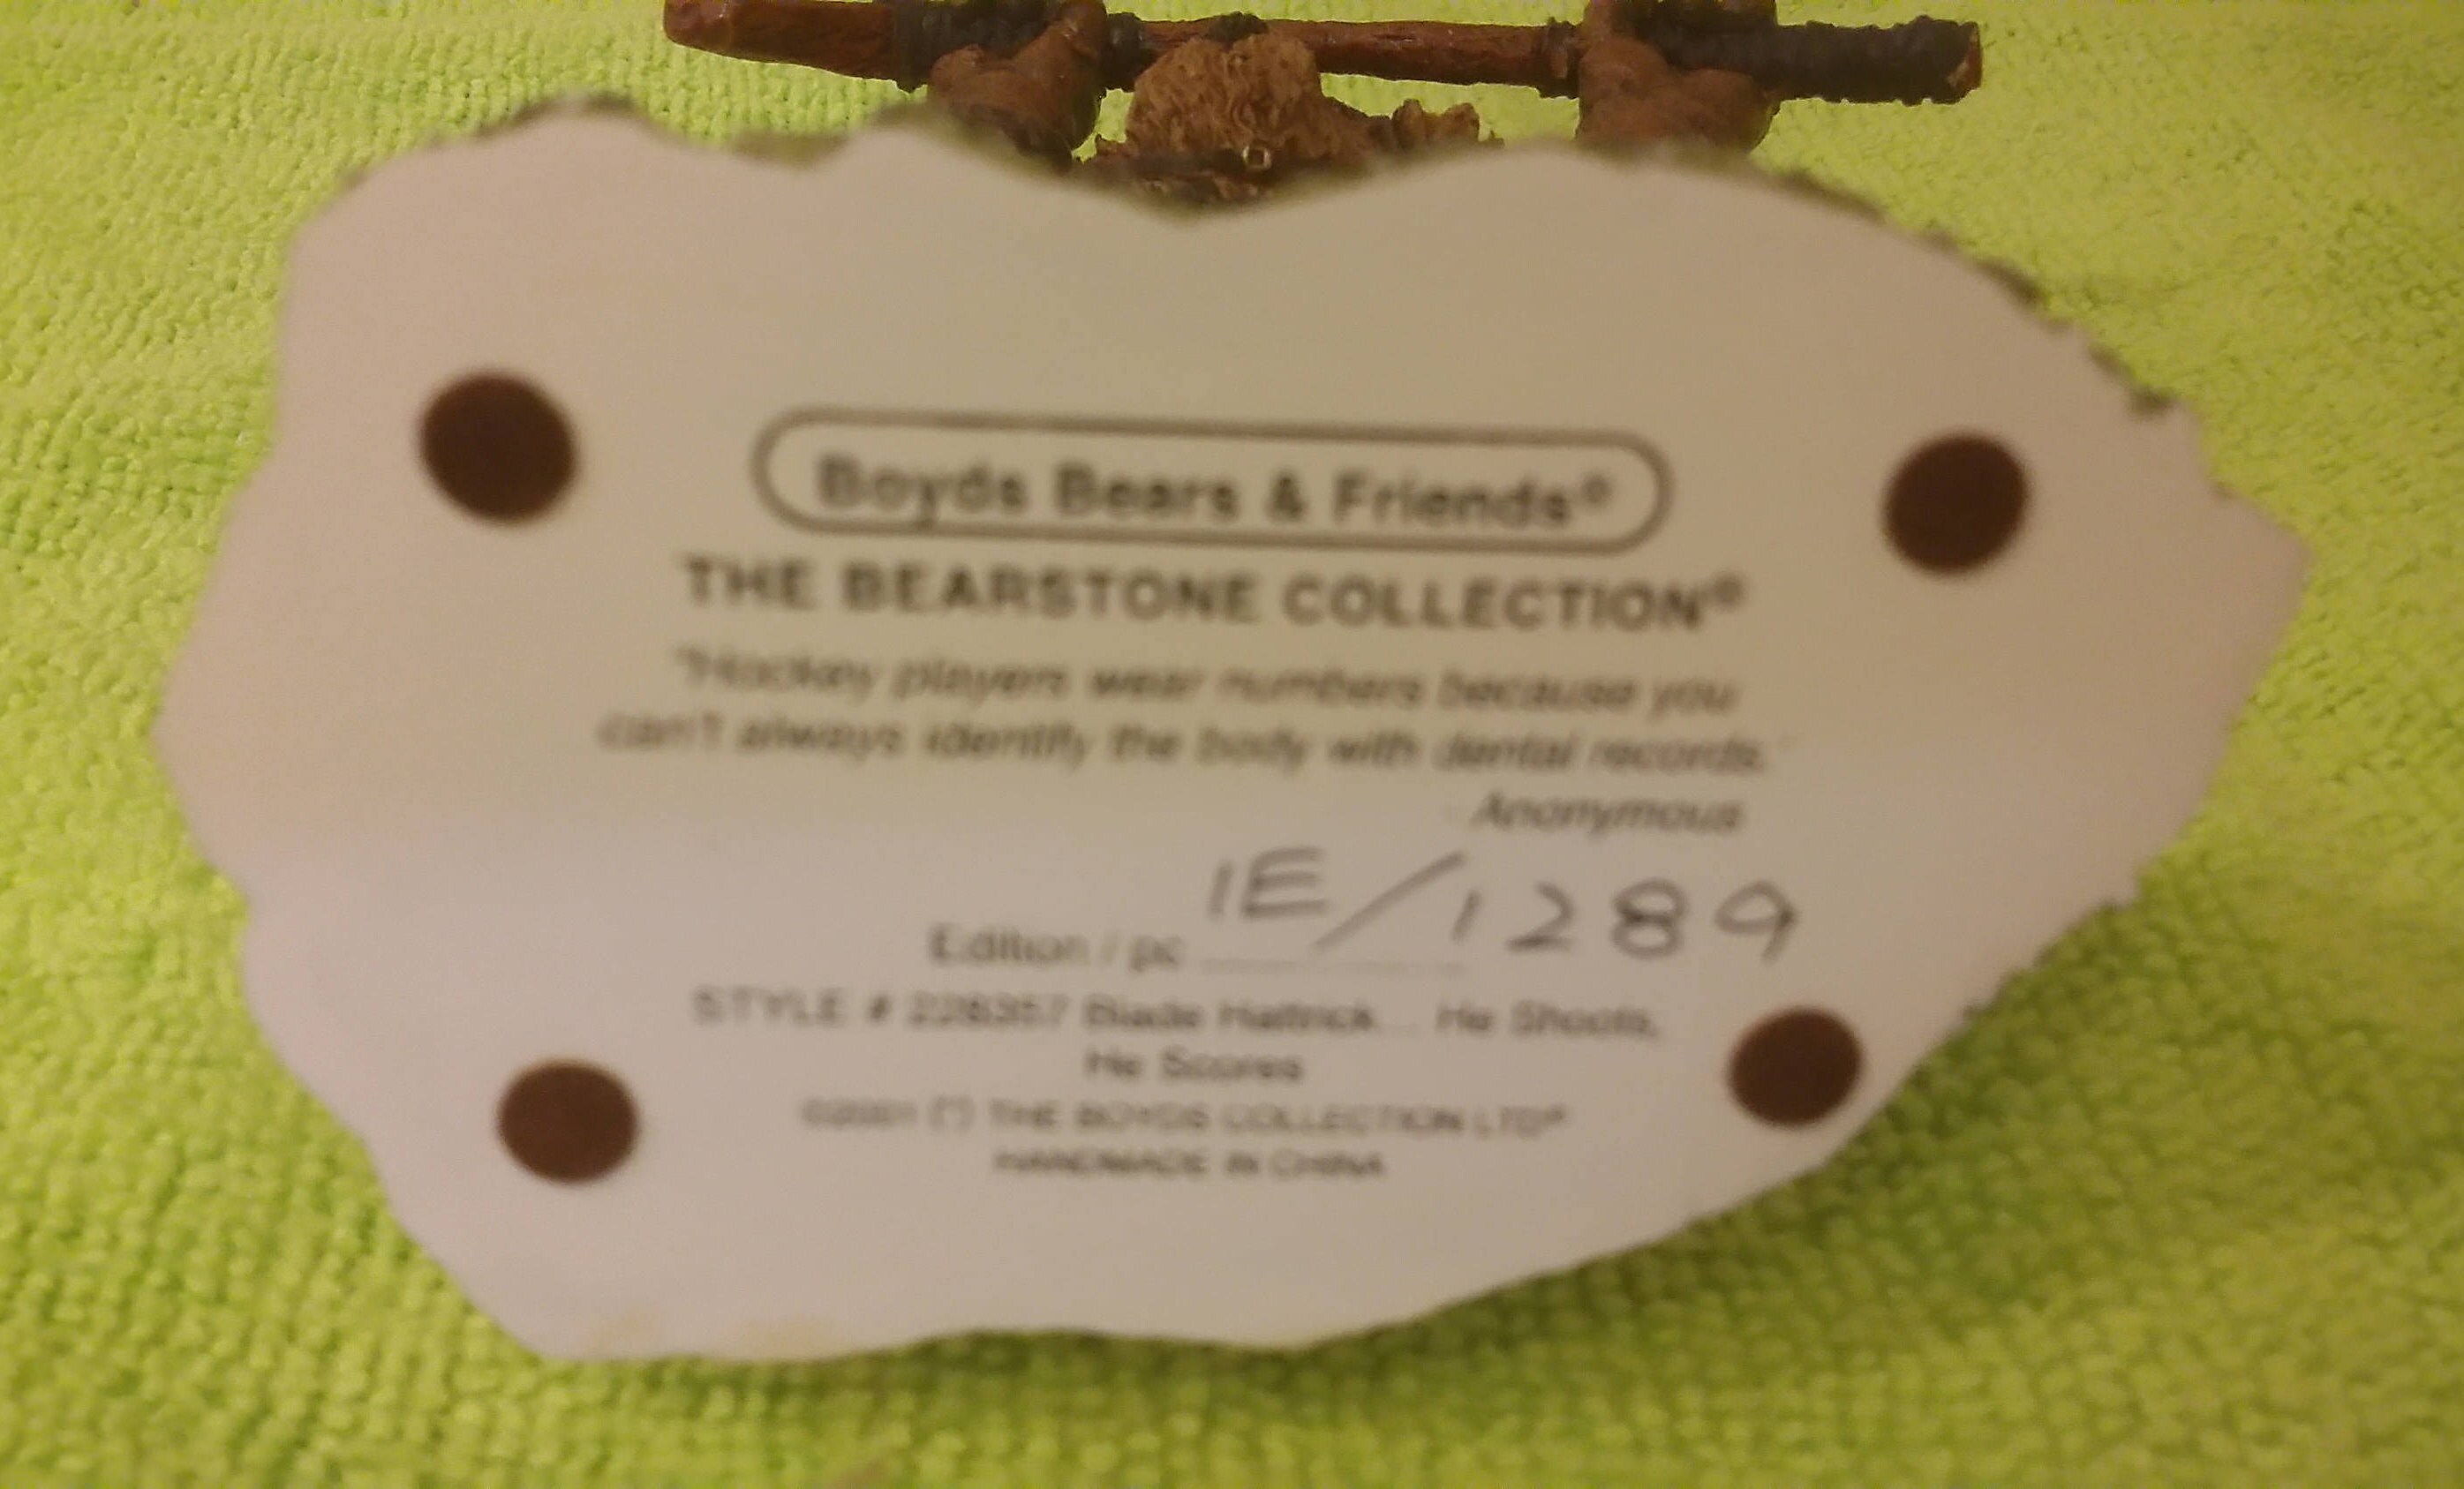 Boyds Bears & Friends®
THE BEARSTONE COLLECTION®
"Hockey players wear numbers because you
can't always identify the body with dental records."
- Anonymous
Edition / pc 1E/1289
STYLE # 228357 Blade Hattrick... He Shoots,
He Scores
©2001 (*) THE BOYDS COLLECTION LTD®
HANDMADE IN CHINA